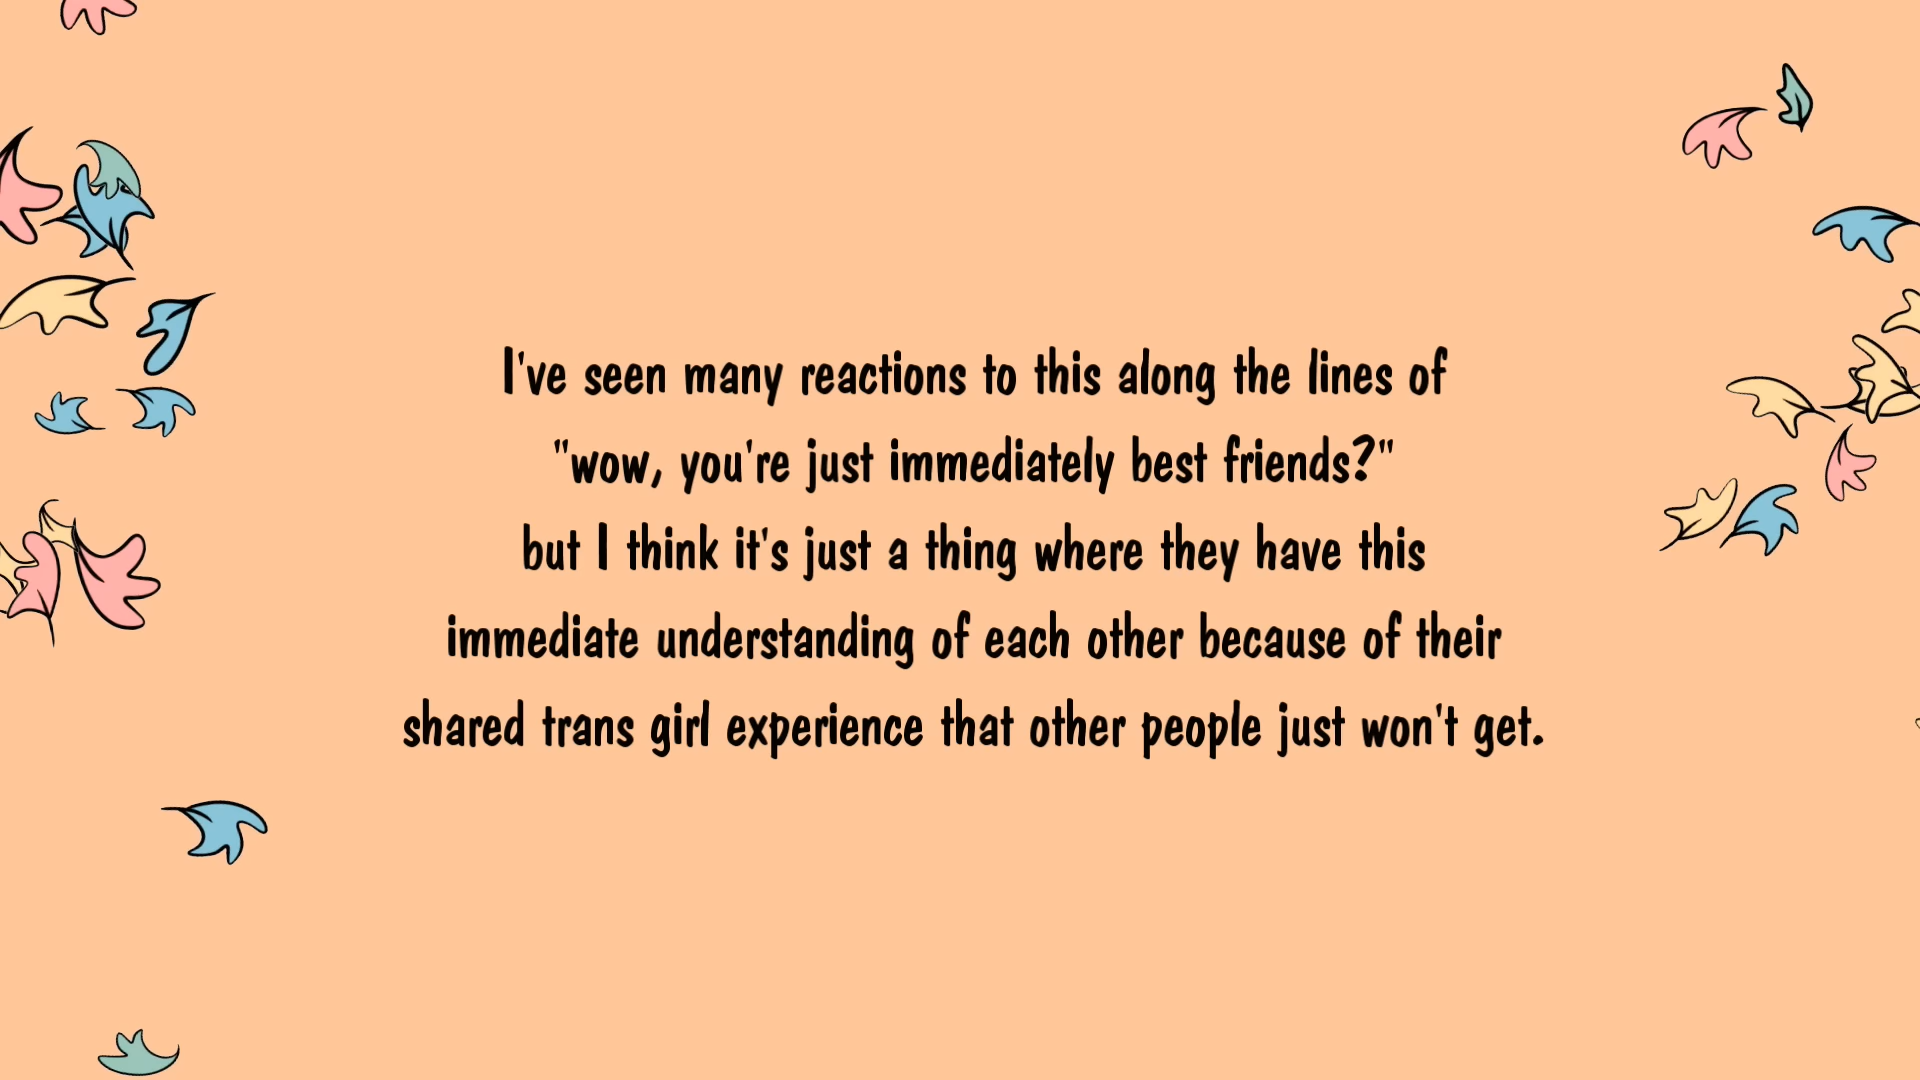 I've seen many reactions to this along the lines of
"wow, you're just immediately best friends?"
but I think it's just a thing where they have this
immediate understanding of each other because of their
shared trans girl experience that other people just won't get.